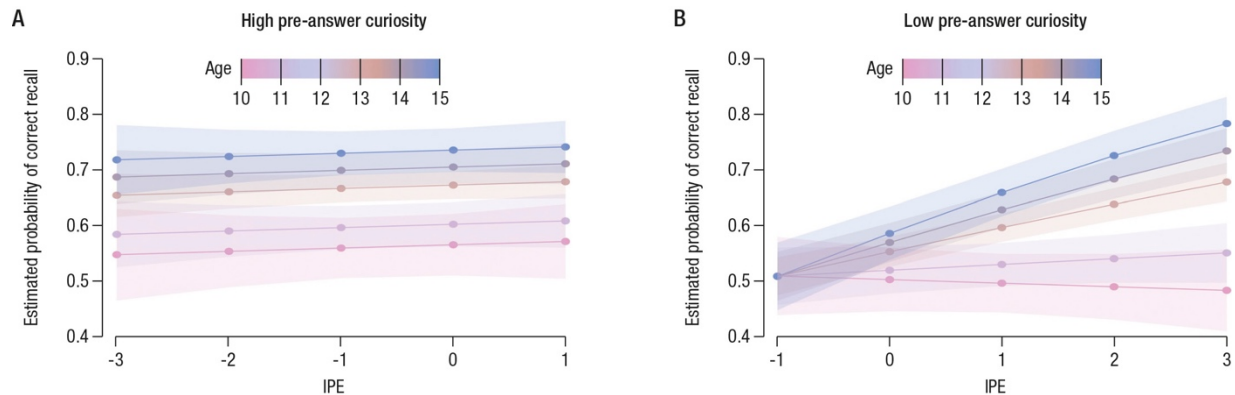 A
High pre-answer curiosity
Age
10 11 12 13 14 15
Estimated probability of correct recall
0.9
0.8
0.7
0.6
0.5
0.4
-3 -2 -1 0 1
IPE
B
Low pre-answer curiosity
Age
10 11 12 13 14 15
Estimated probability of correct recall
0.9
0.8
0.7
0.6
0.5
0.4
-1 0 1 2 3
IPE